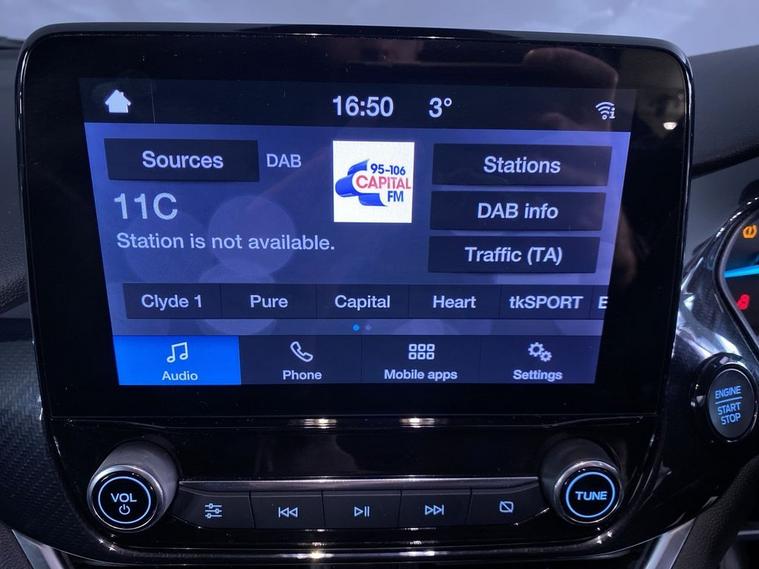 16:50 3°
Sources DAB
95-106
CAPITAL
FM
Stations
11C
DAB info
Station is not available.
Traffic (TA)
Clyde 1 Pure Capital Heart tkSPORT E
Audio Phone Mobile apps Settings
ENGINE
START
STOP
VOL
TUNE